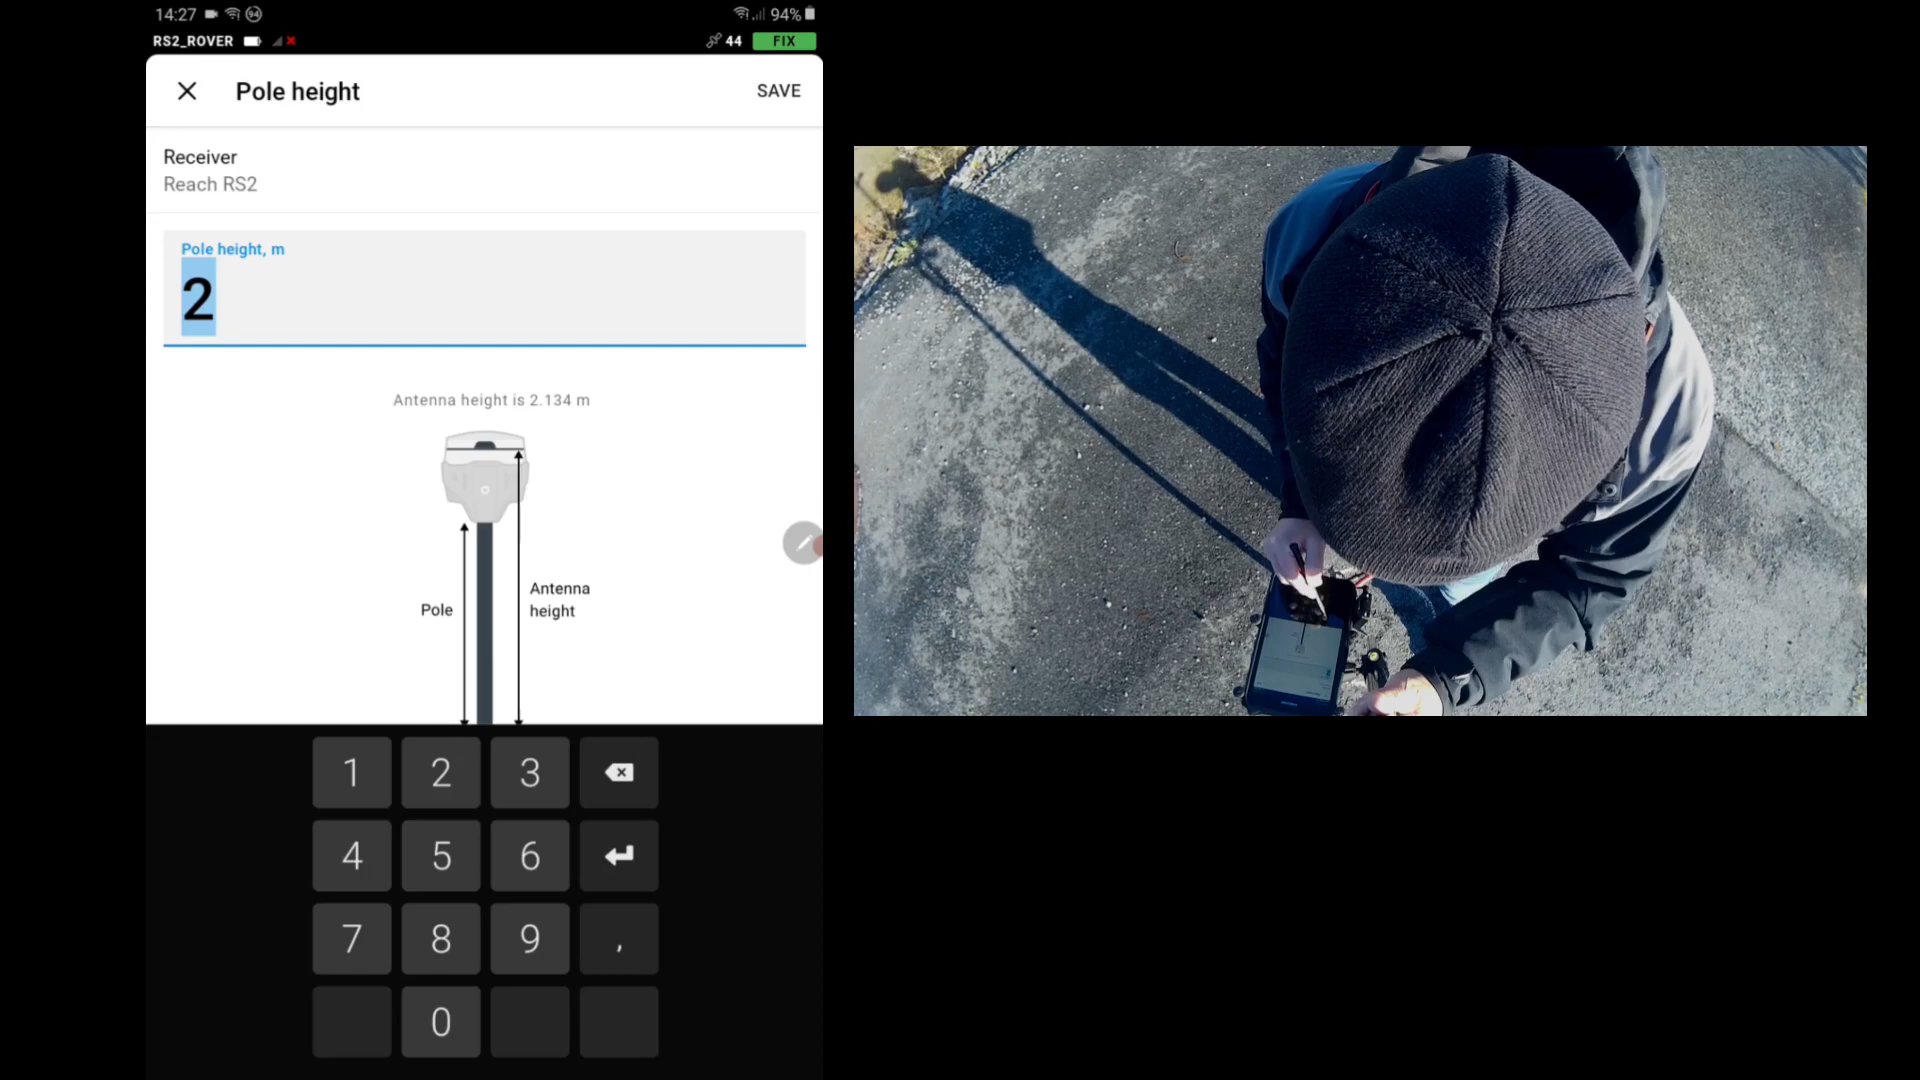 14:27 94 94%
RS2_ROVER 44 FIX
Pole height SAVE
Receiver
Reach RS2
Pole height, m
2
Antenna height is 2.134 m
Pole
Antenna
height
1 2 3
4 5 6
7 8 9 ,
0